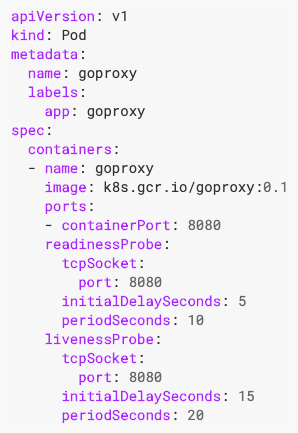 apiVersion: v1
kind: Pod
metadata:
  name: goproxy
  labels:
    app: goproxy
spec:
  containers:
  - name: goproxy
    image: k8s.gcr.io/goproxy:0.1
    ports:
    - containerPort: 8080
    readinessProbe:
      tcpSocket:
        port: 8080
      initialDelaySeconds: 5
      periodSeconds: 10
    livenessProbe:
      tcpSocket:
        port: 8080
      initialDelaySeconds: 15
      periodSeconds: 20